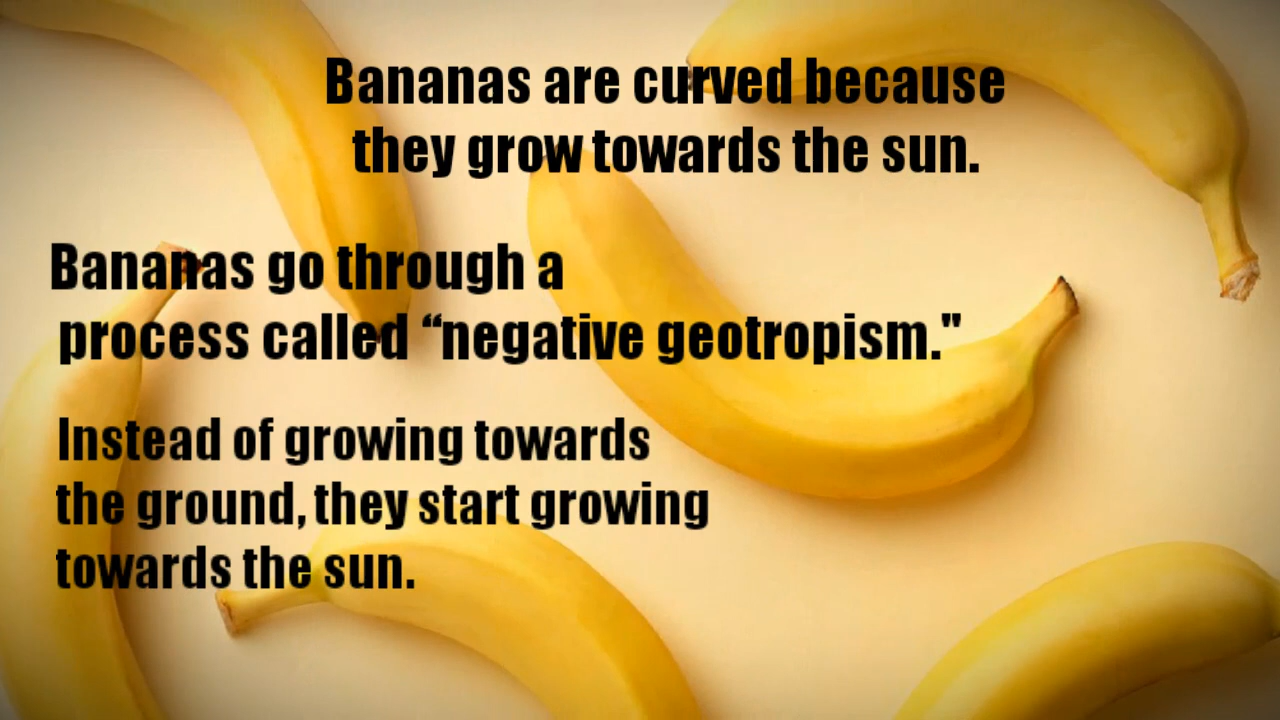 Bananas are curved because
they grow towards the sun.
Bananas go through a
process called “negative geotropism."
Instead of growing towards
the ground, they start growing
towards the sun.